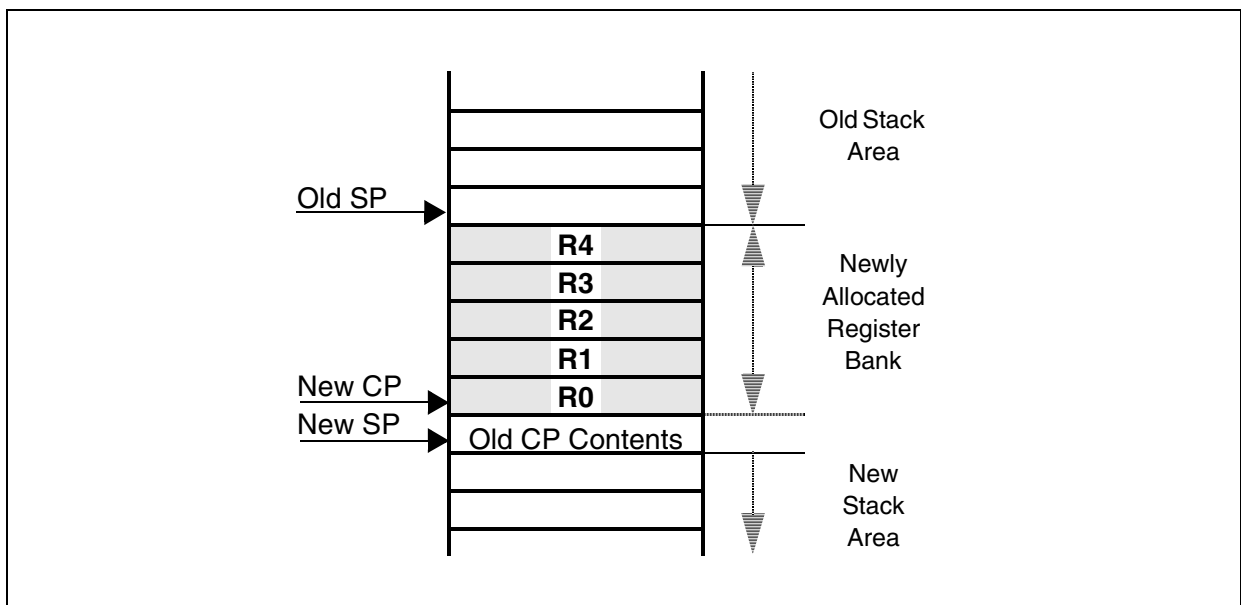 Old Stack
Area
Old SP
R4
Newly
R3
Allocated
R2
Register
R1
Bank
New CP
R0
New SP
Old CP Contents
New
Stack
Area